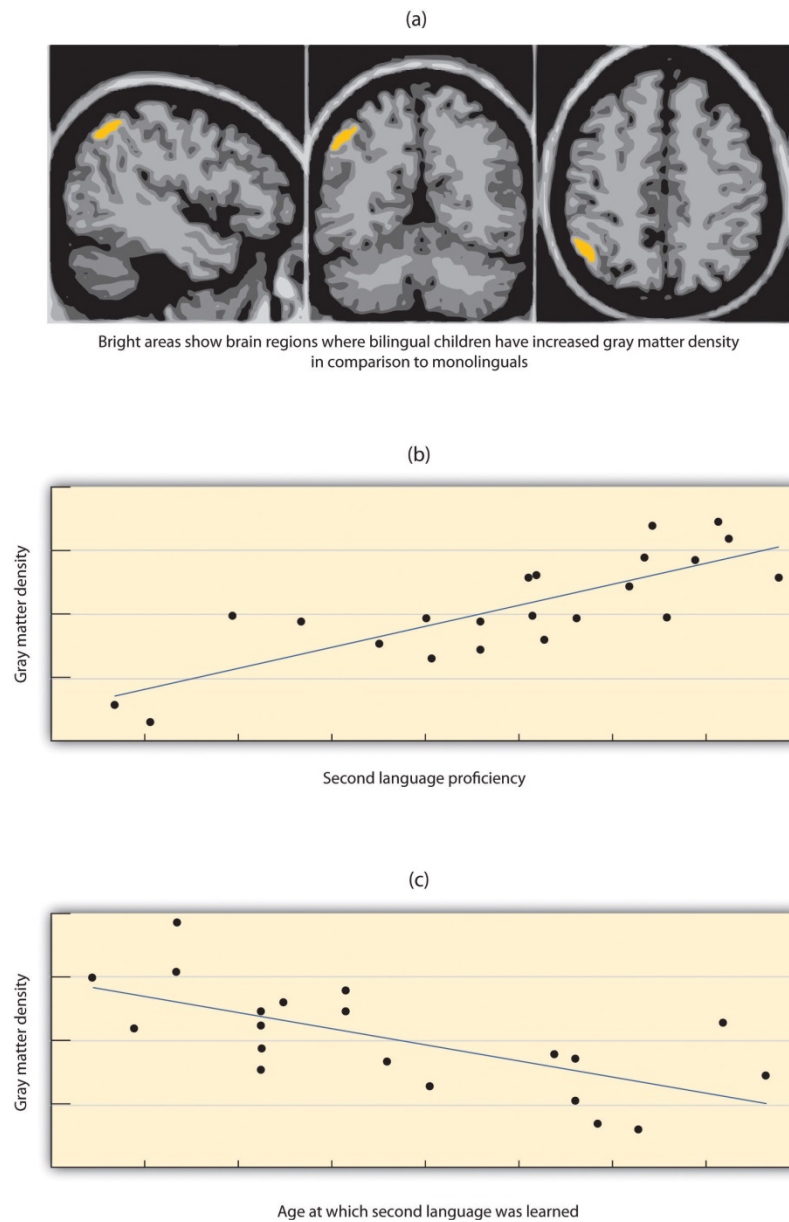 (a)
Bright areas show brain regions where bilingual children have increased gray matter density
in comparison to monolinguals
(b)
Gray matter density
Second language proficiency
(c)
Gray matter density
Age at which second language was learned